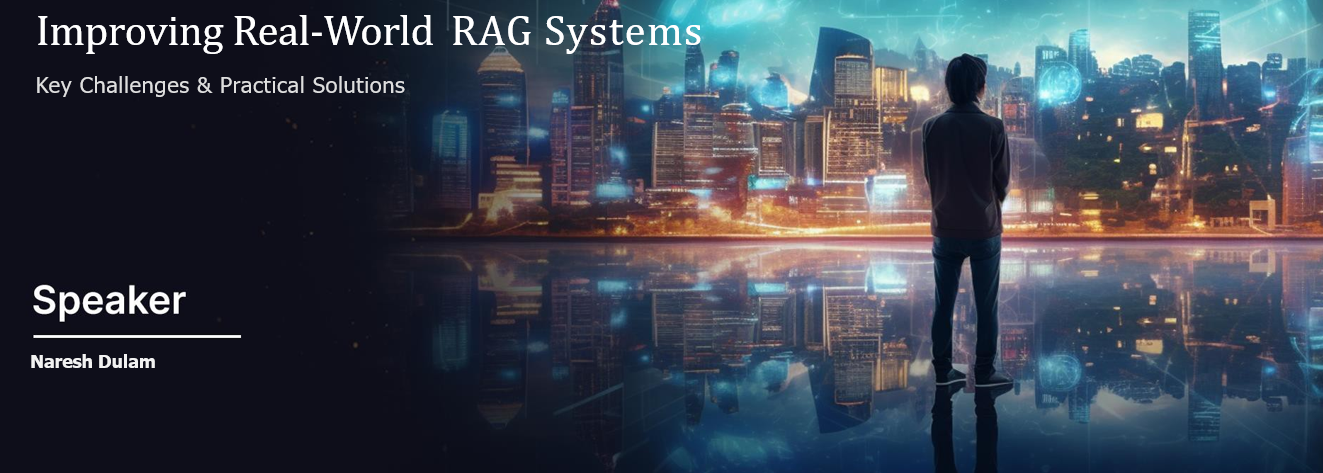 Improving Real-World RAG Systems
Key Challenges & Practical Solutions
Speaker
Naresh Dulam